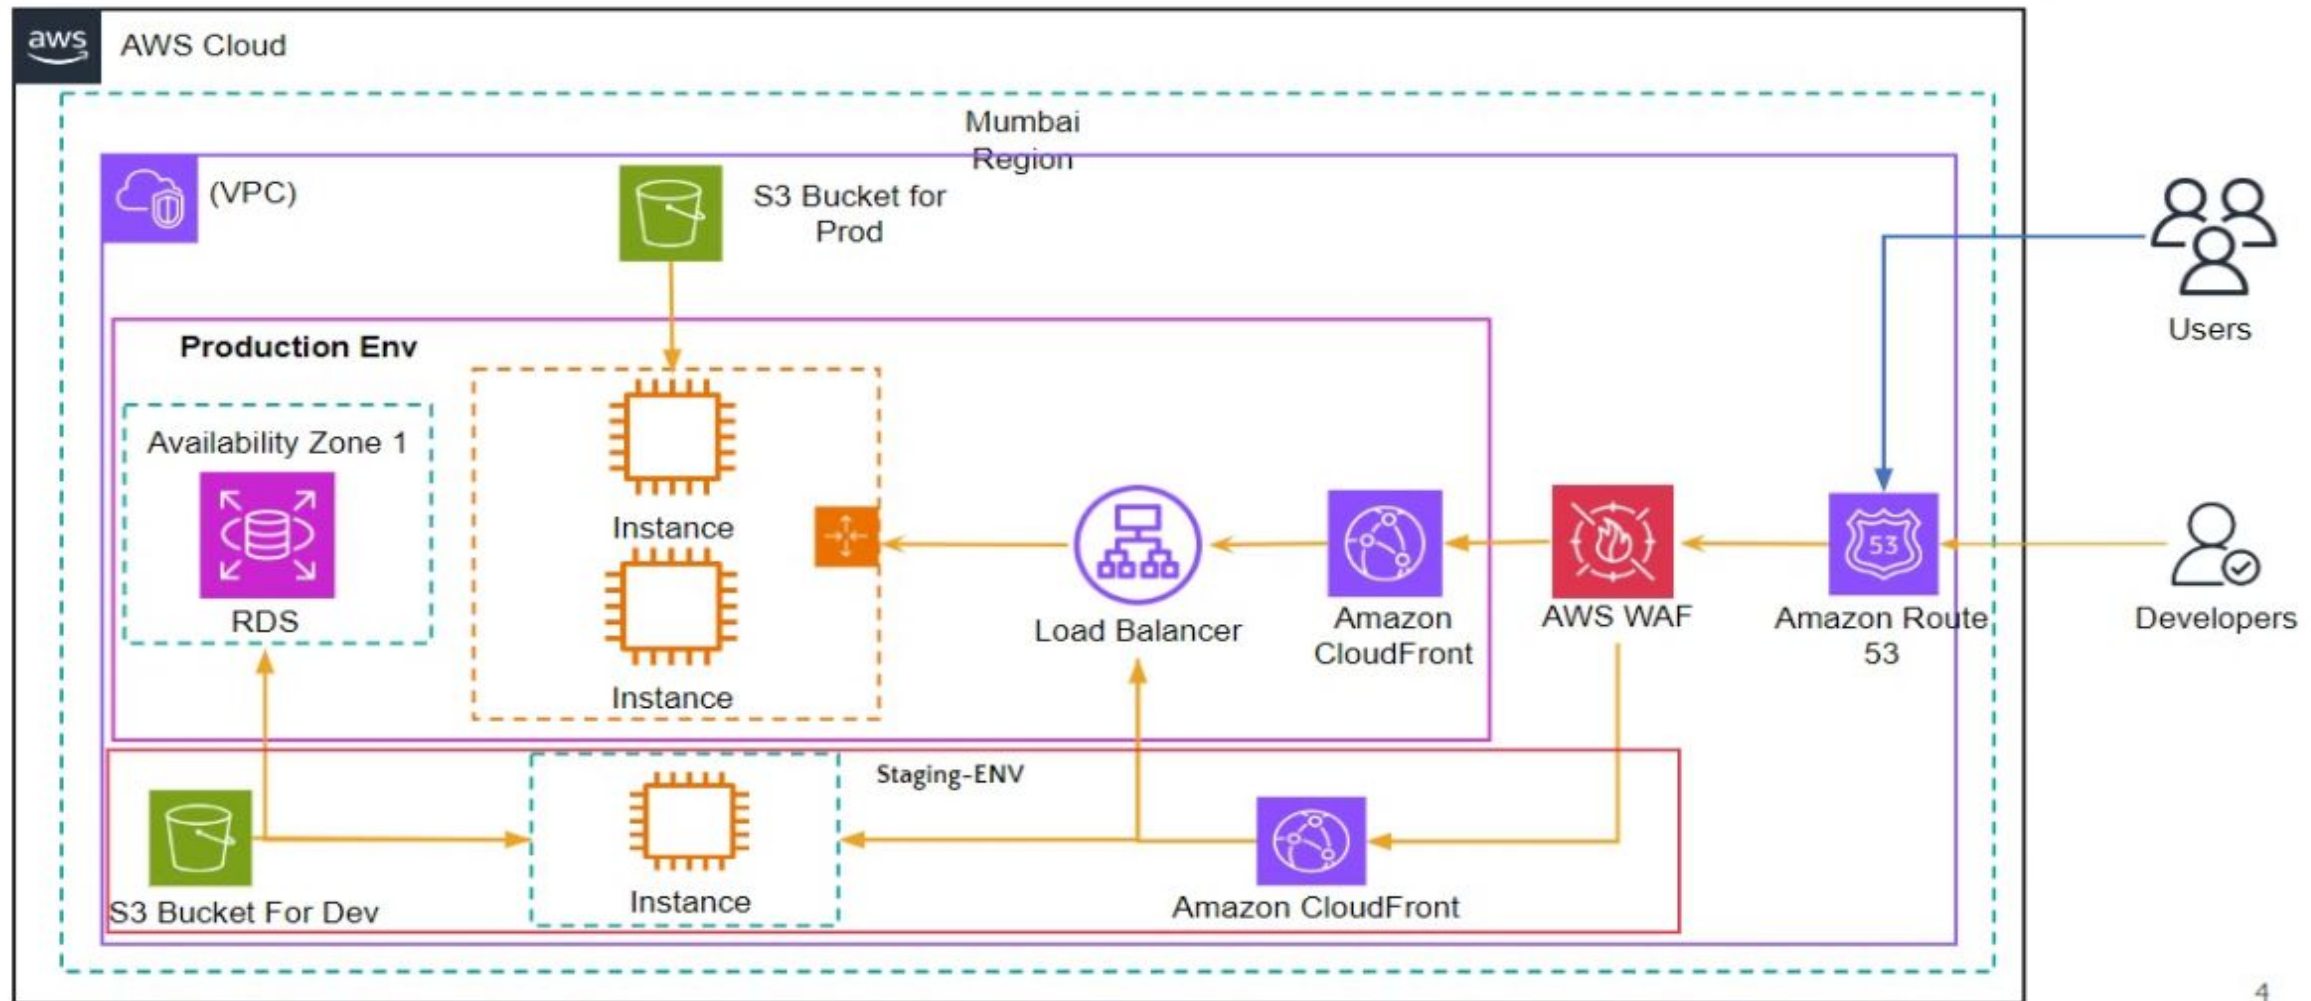 aws
AWS Cloud
Mumbai
Region
(VPC)
S3 Bucket for
Prod
Users
Production Env
Availability Zone 1
RDS
Instance
Instance
Load Balancer
Amazon
CloudFront
AWS WAF
53
Amazon Route
53
Developers
Staging-ENV
S3 Bucket For Dev
Instance
Amazon CloudFront
4